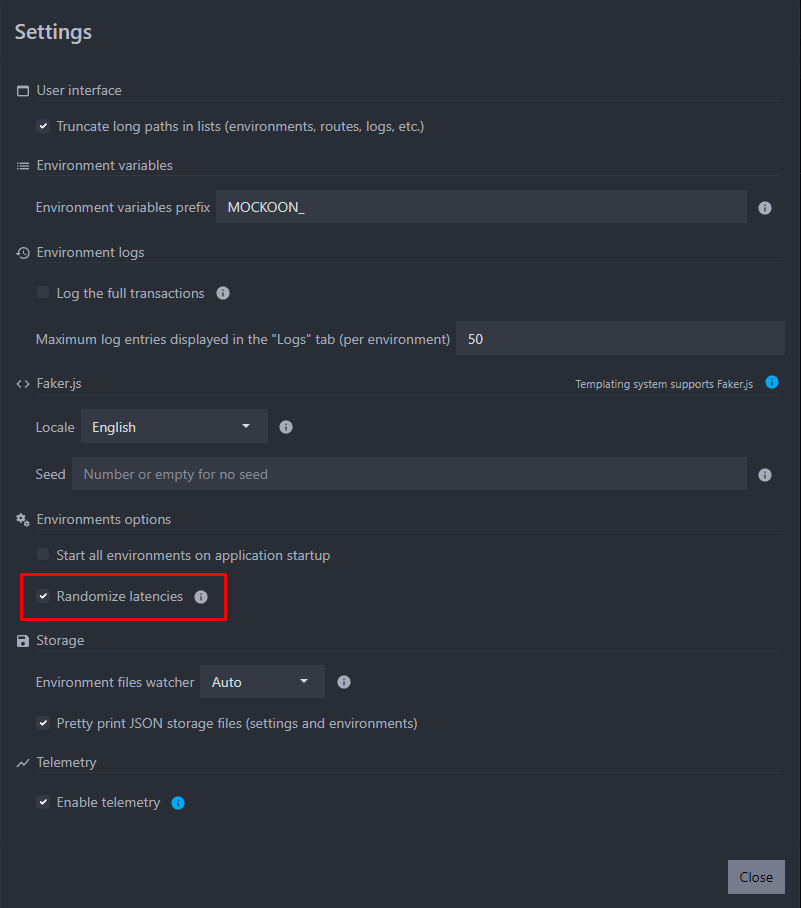 Settings
User interface
Truncate long paths in lists (environments, routes, logs, etc.)
Environment variables
Environment variables prefix MOCKOON_
Environment logs
Log the full transactions
Maximum log entries displayed in the "Logs" tab (per environment) 50
Faker.js Templating system supports Faker.js
Locale English
Seed Number or empty for no seed
Environments options
Start all environments on application startup
Randomize latencies
Storage
Environment files watcher Auto
Pretty print JSON storage files (settings and environments)
Telemetry
Enable telemetry
Close